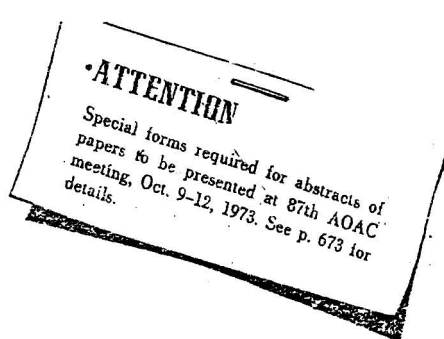 ·ATTENTION
Special forms required for abstracts of
papers to be presented at 87th AOAC
meeting, Oct. 9–12, 1973. See p. 673 for
details.